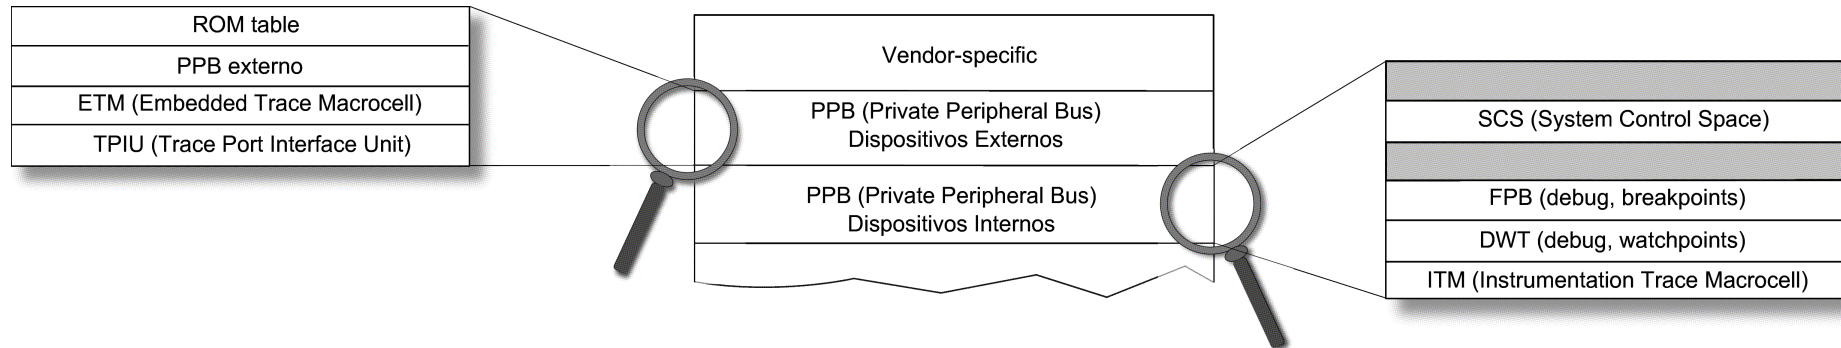 ROM table
PPB externo
ETM (Embedded Trace Macrocell)
TPIU (Trace Port Interface Unit)
Vendor-specific
PPB (Private Peripheral Bus)
Dispositivos Externos
PPB (Private Peripheral Bus)
Dispositivos Internos
SCS (System Control Space)
FPB (debug, breakpoints)
DWT (debug, watchpoints)
ITM (Instrumentation Trace Macrocell)